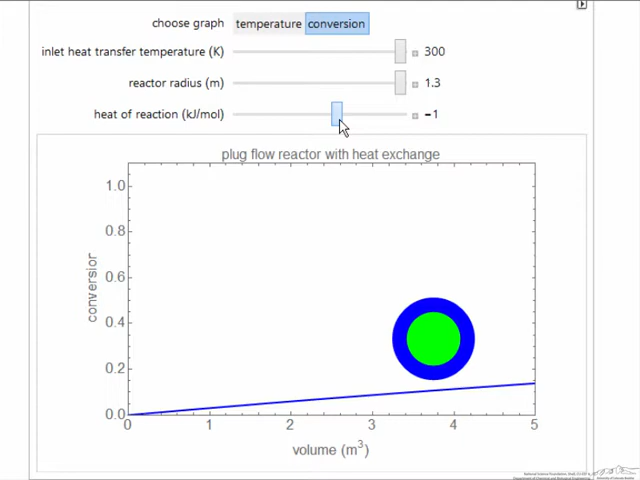 choose graph temperature conversion
inlet heat transfer temperature (K) 300
reactor radius (m) 1.3
heat of reaction (kJ/mol) −1
plug flow reactor with heat exchange
1.0
0.8
0.6
0.4
0.2
0.0
conversior
0 1 2 3 4 5
volume (m³)